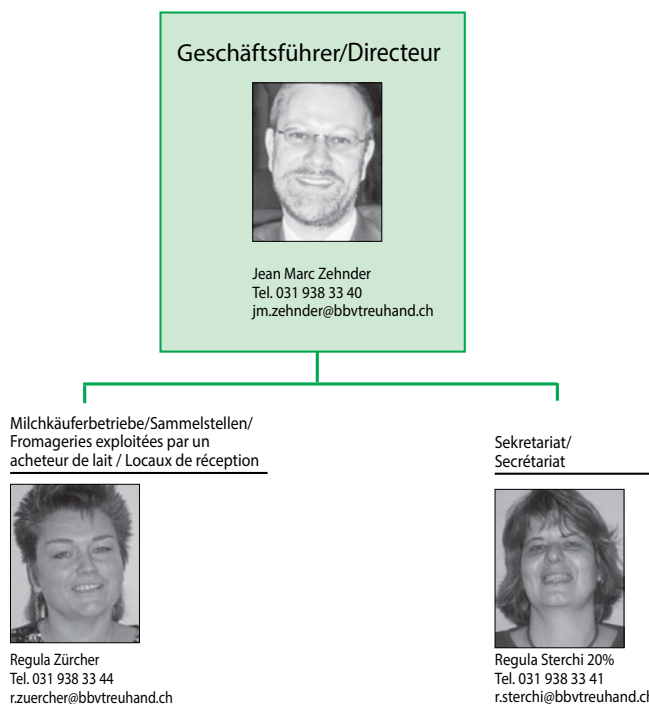 Geschäftsführer/Directeur
Jean Marc Zehnder
Tel. 031 938 33 40
jm.zehnder@bbvtreuhand.ch
Milchkäuferbetriebe/Sammelstellen/
Fromageries exploitées par un
acheteur de lait / Locaux de réception
Regula Zürcher
Tel. 031 938 33 44
r.zuercher@bbvtreuhand.ch
Sekretariat/
Secrétariat
Regula Sterchi 20%
Tel. 031 938 33 41
r.sterchi@bbvtreuhand.ch